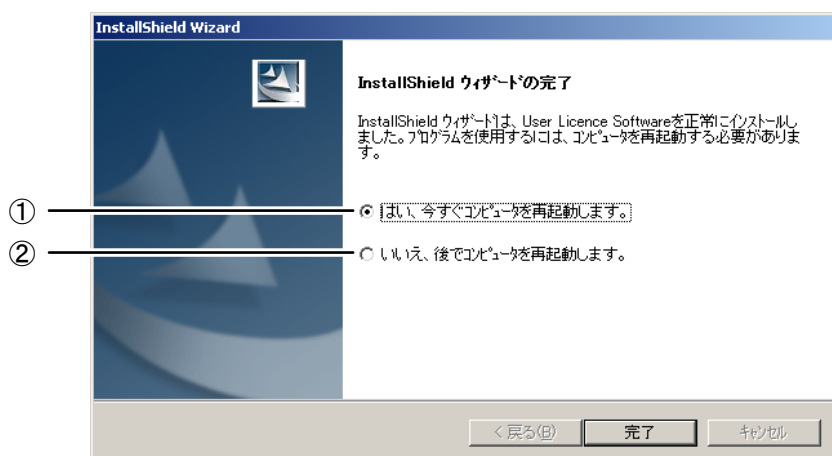 InstallShield Wizard
InstallShield ウィザードの完了
InstallShield ウィザードは、User Licence Softwareを正常にインストールし
ました。プログラムを使用するには、コンピュータを再起動する必要がありま
す。
① はい、今すぐコンピュータを再起動します。
② いいえ、後でコンピュータを再起動します。
< 戻る(B) 完了 キャンセル